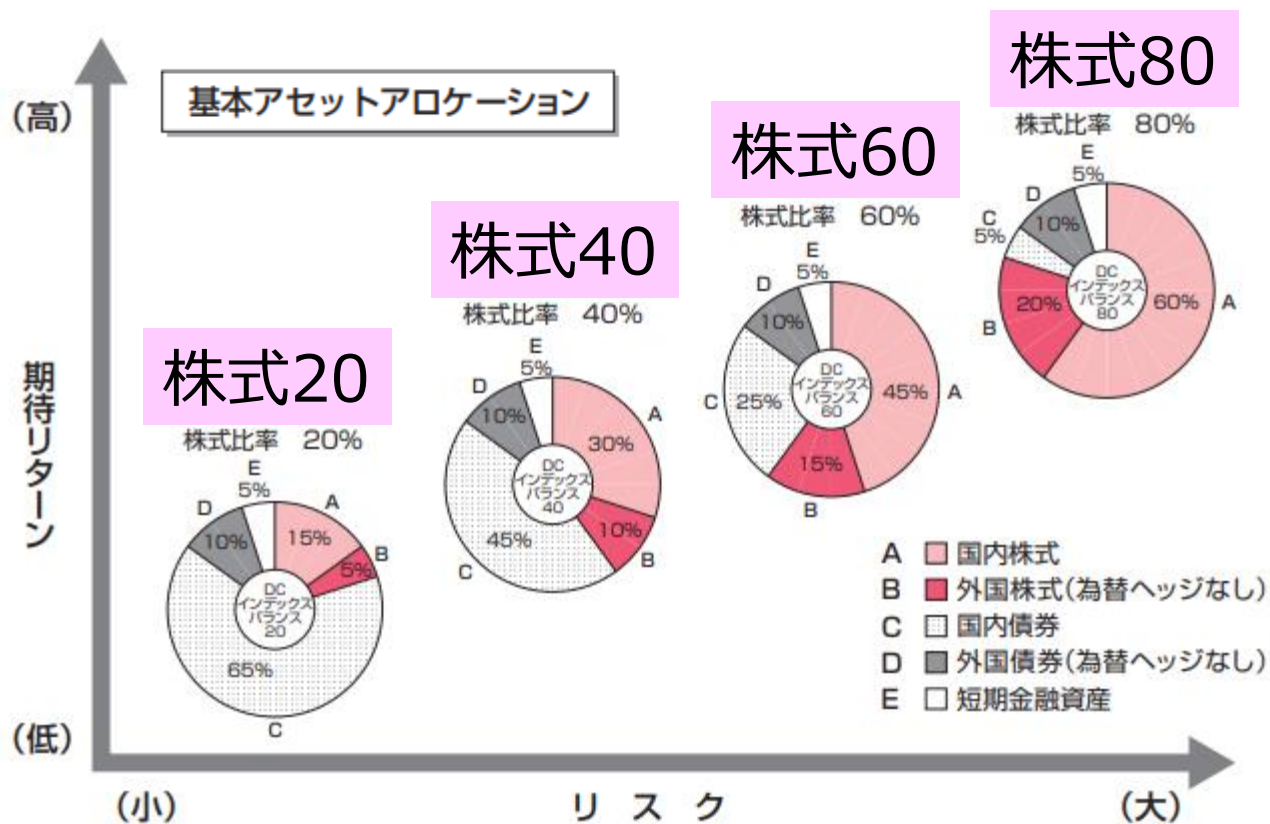 基本アセットアロケーション
(高)
期待リターン
(低)
(小)
リスク
(大)
株式20
株式比率 20%
E
5%
D
10%
A
15%
B
5%
DC
インデックス
バランス
20
65%
C
株式40
株式比率 40%
E
5%
D
10%
A
30%
DC
インデックス
バランス
40
10%
B
45%
C
株式60
株式比率 60%
E
5%
D
10%
DC
インデックス
バランス
60
45%
A
C
25%
15%
B
株式80
株式比率 80%
E
5%
D
10%
C
5%
DC
インデックス
バランス
80
60%
A
20%
B
A 国内株式
B 外国株式(為替ヘッジなし)
C 国内債券
D 外国債券(為替ヘッジなし)
E 短期金融資産